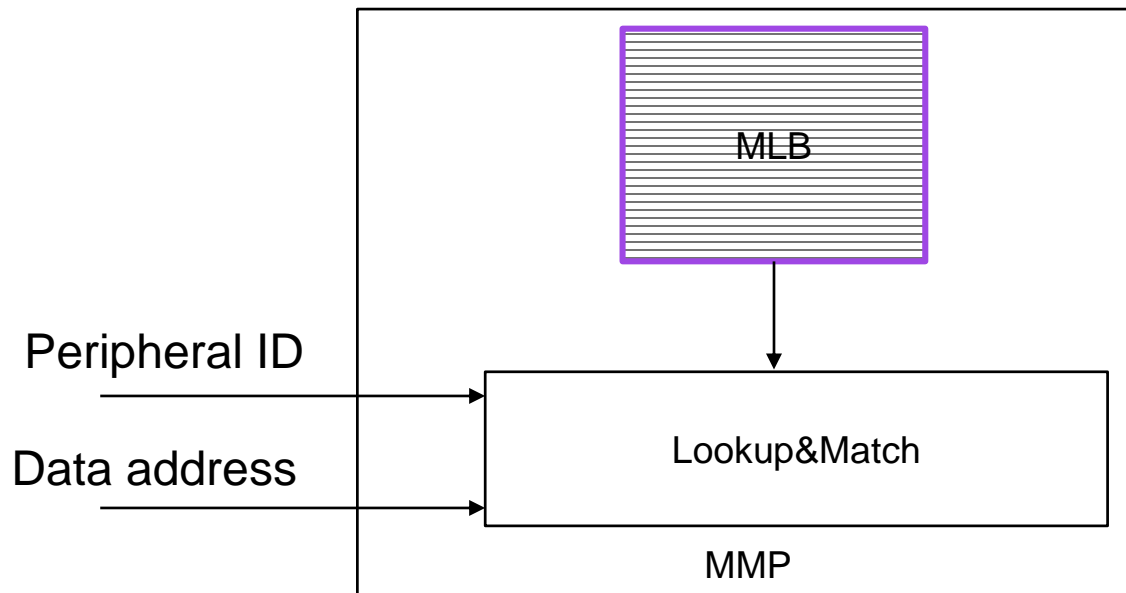 MLB
Peripheral ID
Lookup&Match
Data address
MMP